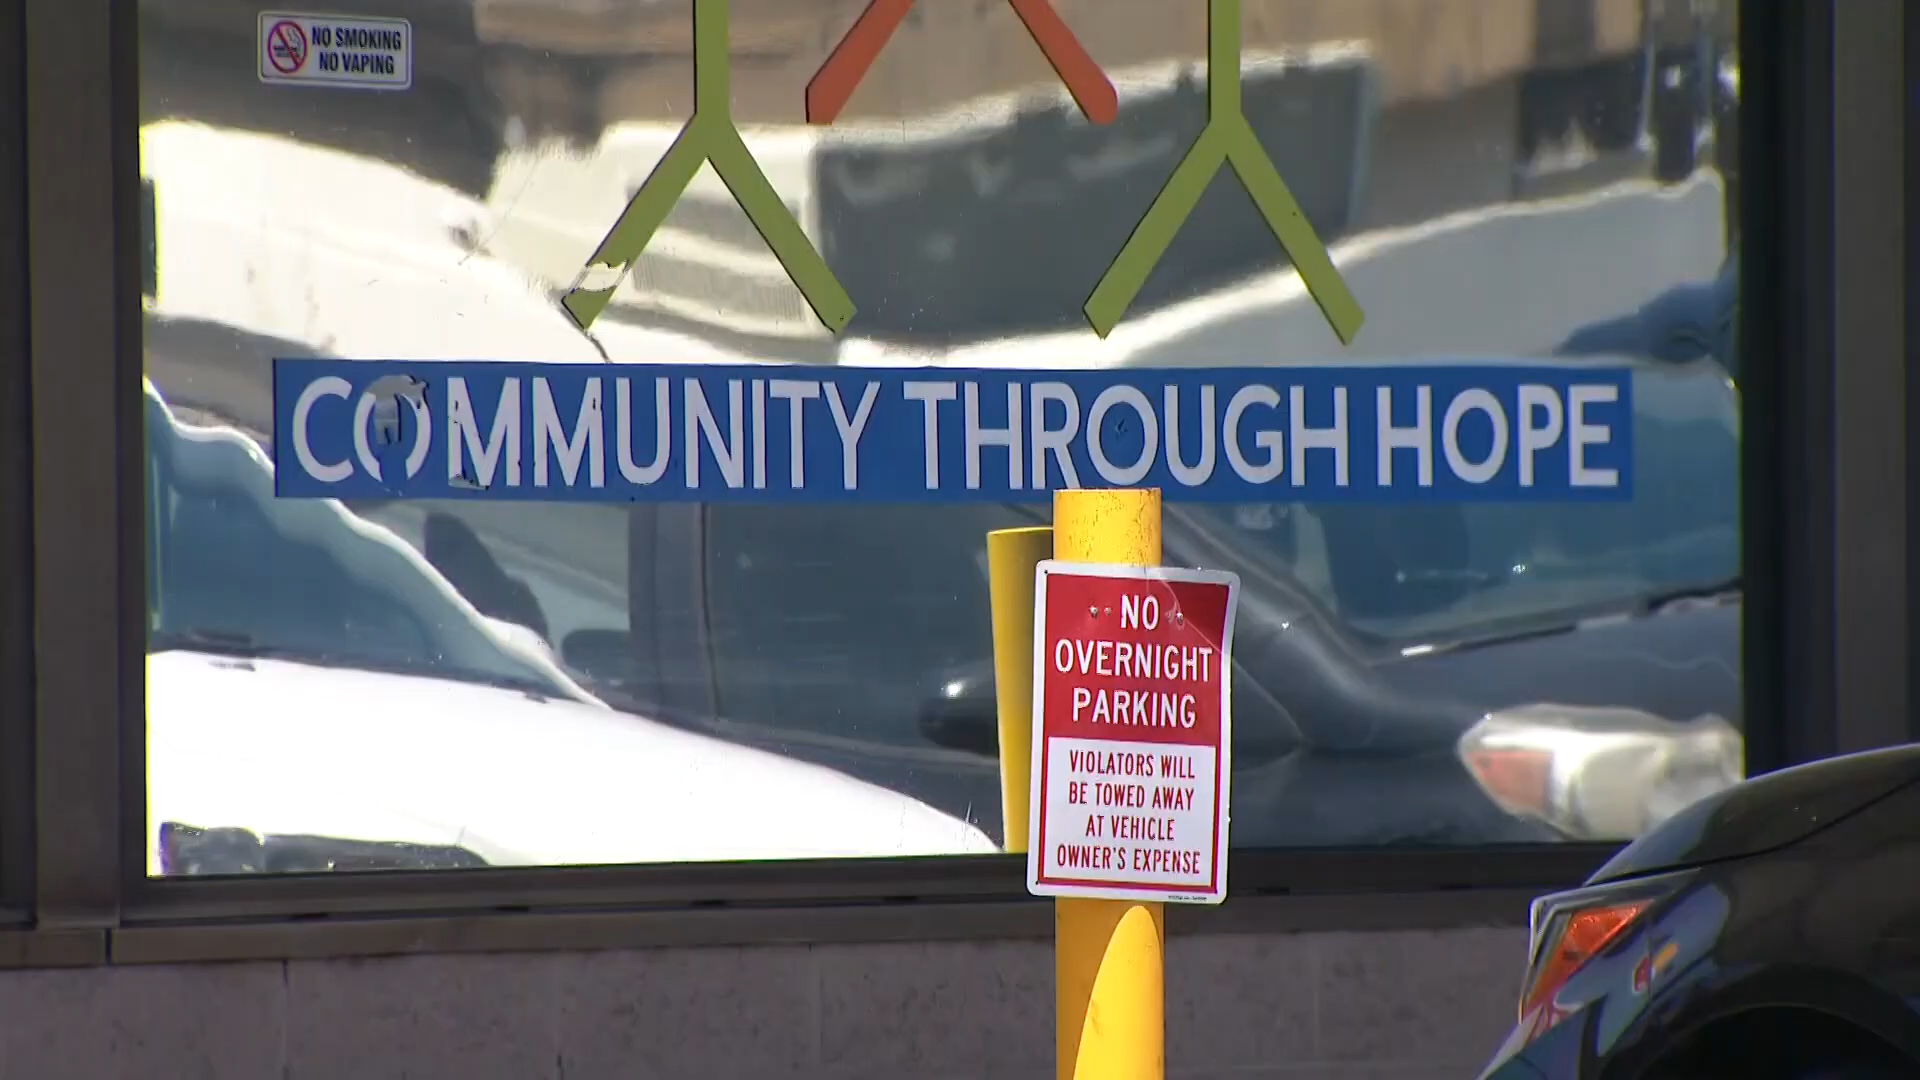 NO SMOKING
NO VAPING
COMMUNITY THROUGH HOPE
NO
OVERNIGHT
PARKING
VIOLATORS WILL
BE TOWED AWAY
AT VEHICLE
OWNER'S EXPENSE